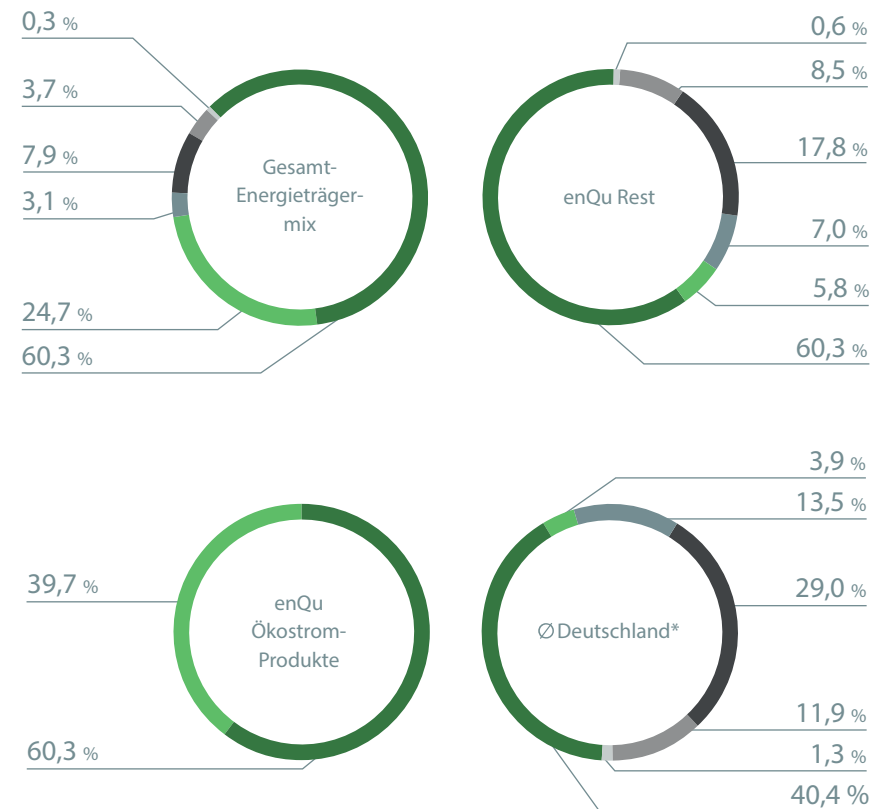 0,3 %
3,7 %
7,9 %
3,1 %
24,7 %
60,3 %
Gesamt-
Energieträger-
mix
0,6 %
8,5 %
17,8 %
7,0 %
5,8 %
60,3 %
enQu Rest
39,7 %
60,3 %
enQu
Ökostrom-
Produkte
3,9 %
13,5 %
29,0 %
11,9 %
1,3 %
40,4 %
∅ Deutschland*